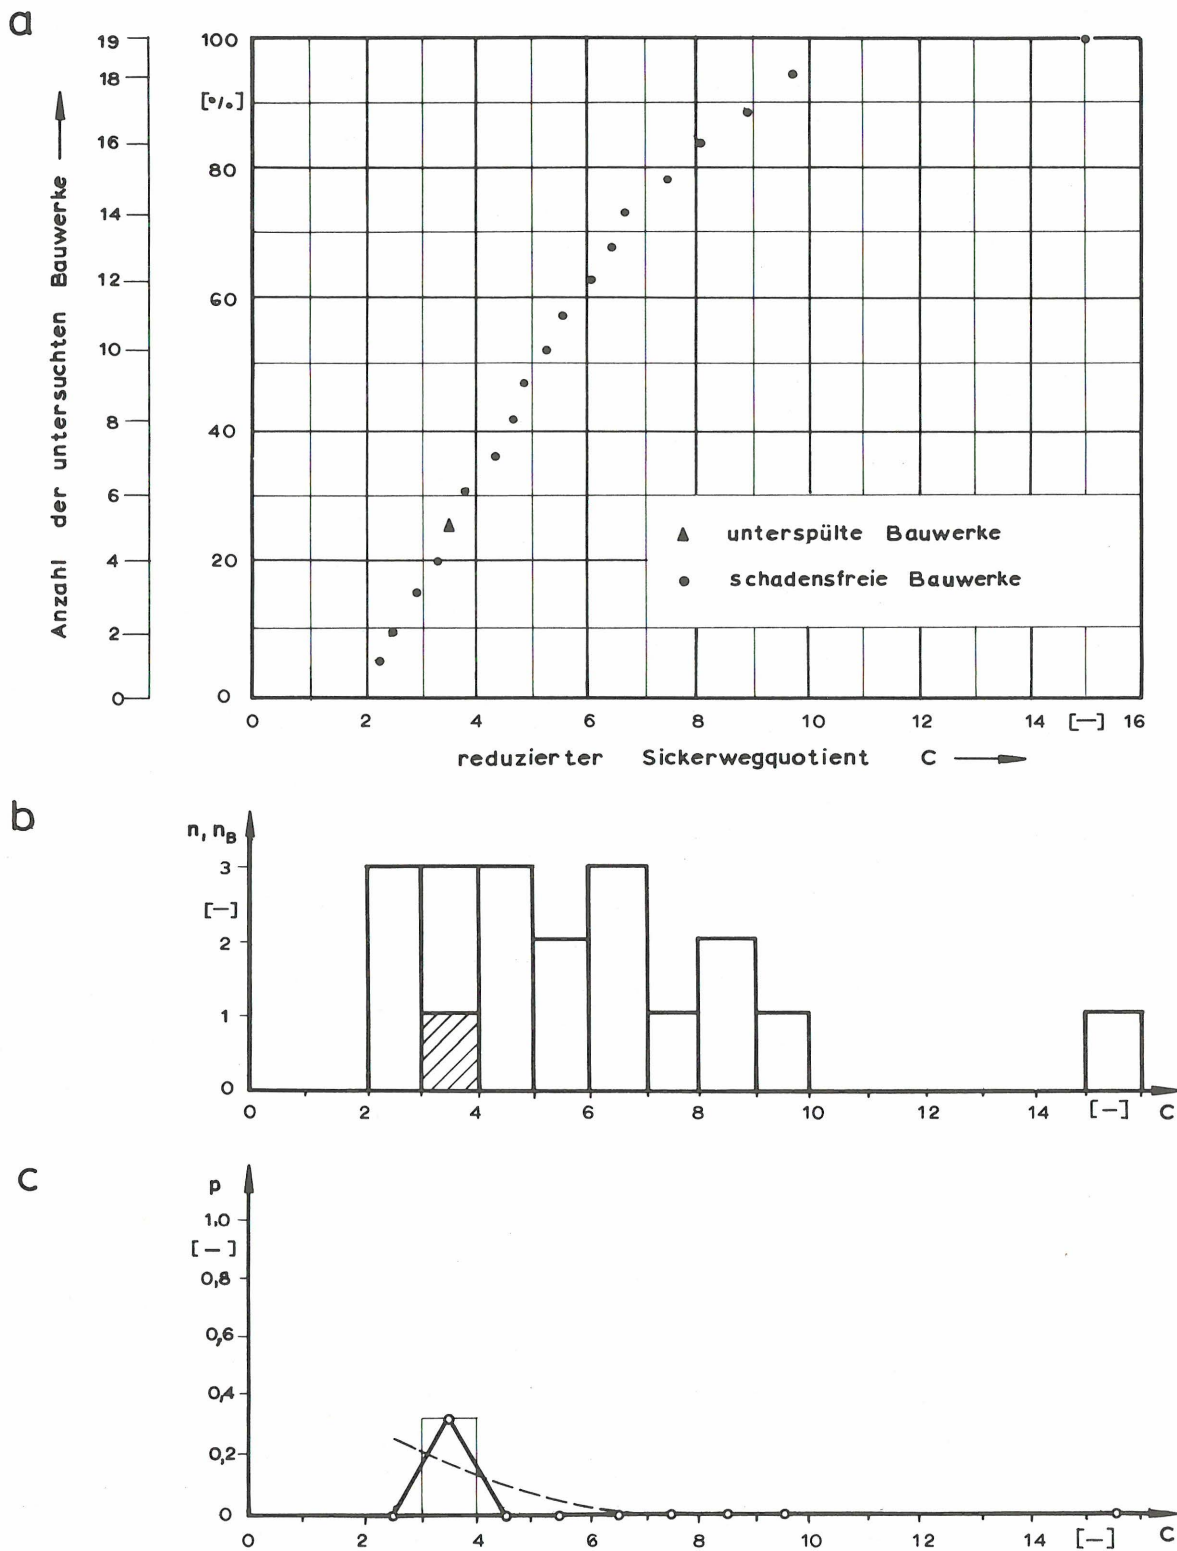 a
Anzahl der untersuchten Bauwerke
19
18
16
14
12
10
8
6
4
2
0
100
[%]
80
60
40
20
0
unterspülte Bauwerke
schadensfreie Bauwerke
0 2 4 6 8 10 12 14 [—] 16
reduzierter Sickerwegquotient C
b
n, nB
3
[—]
2
1
0
0 2 4 6 8 10 12 14 [—] C
c
p
1,0
[—]
0,8
0,6
0,4
0,2
0
0 2 4 6 8 10 12 14 [—] C